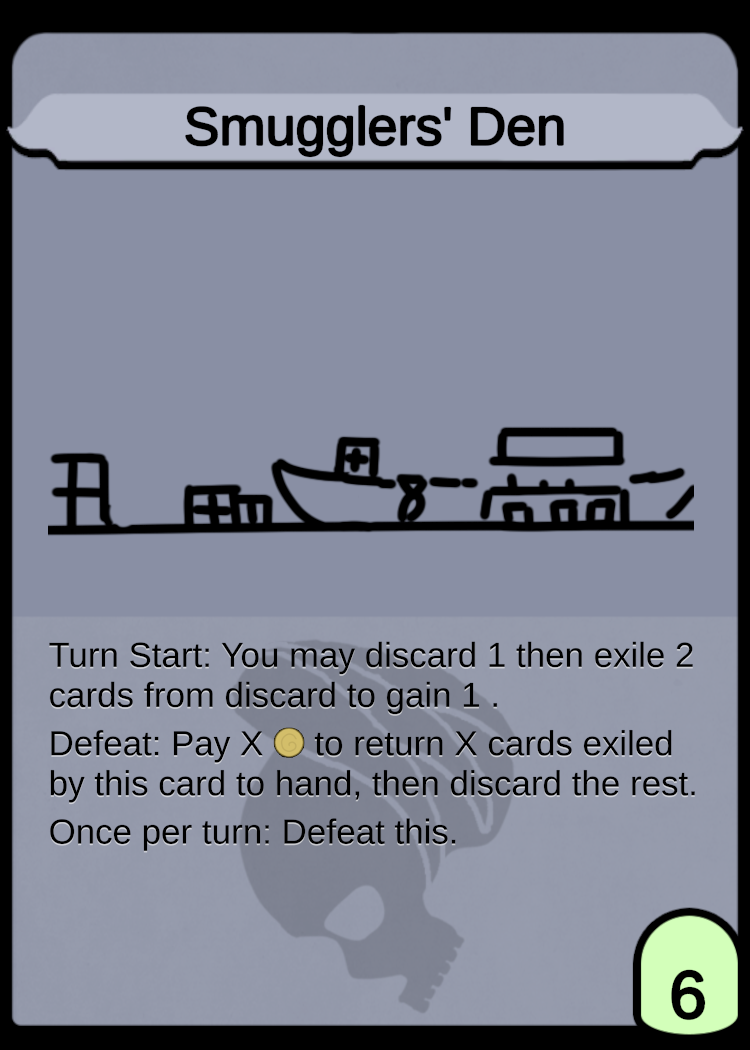 Smugglers' Den
Turn Start: You may discard 1 then exile 2
cards from discard to gain 1 .
Defeat: Pay X G to return X cards exiled
by this card to hand, then discard the rest.
Once per turn: Defeat this.
6